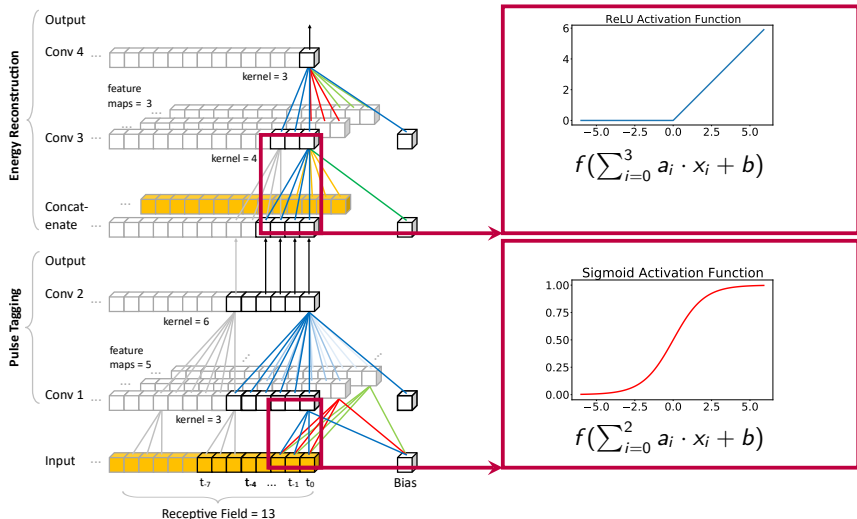 Output
Conv 4
...
kernel = 3
feature
maps = 3
...
...
Energy Reconstruction
Conv 3
...
kernel = 4
Concat-
enate
...
Output
Pulse Tagging
Conv 2
...
kernel = 6
feature
maps = 5
...
...
Conv 1
...
kernel = 3
Input
...
t-7
t-4
...
t-1
t0
Bias
Receptive Field = 13
ReLU Activation Function
6
4
2
0
−5.0
−2.5
0.0
2.5
5.0
f(∑³ᵢ₌₀ aᵢ · xᵢ + b)
Sigmoid Activation Function
1.00
0.75
0.50
0.25
0.00
−5.0
−2.5
0.0
2.5
5.0
f(∑²ᵢ₌₀ aᵢ · xᵢ + b)